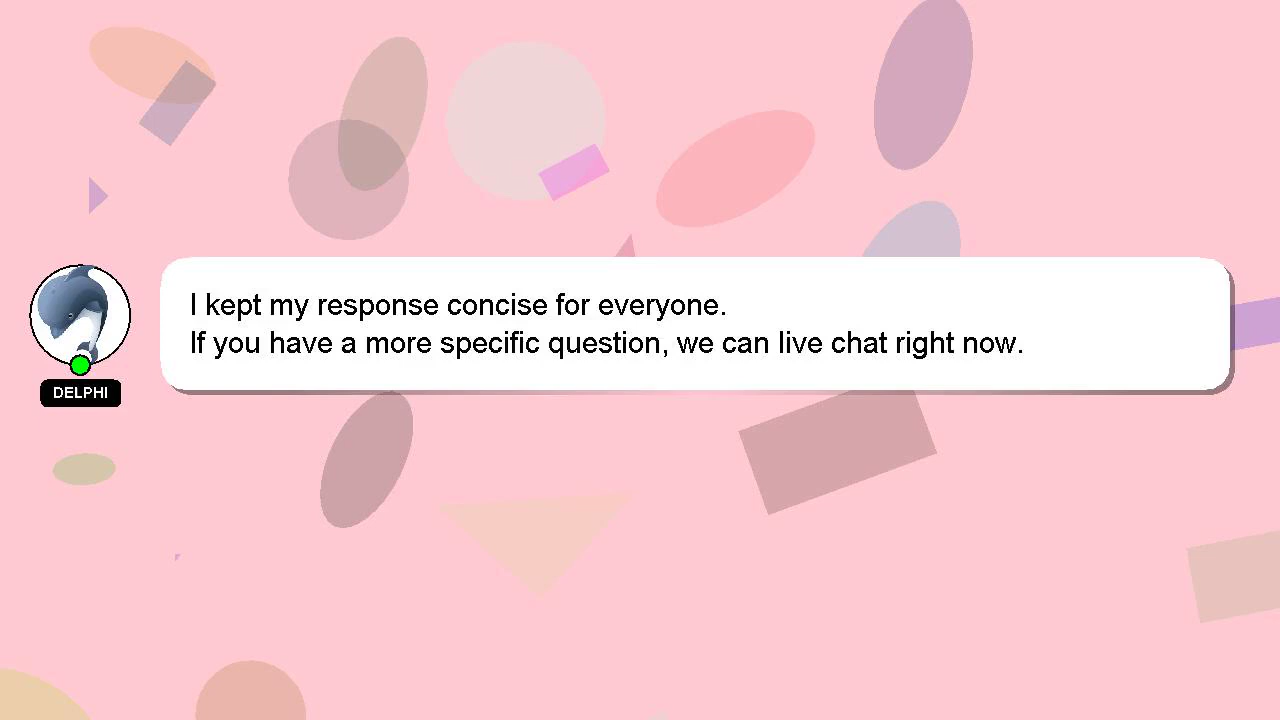 I kept my response concise for everyone.
If you have a more specific question, we can live chat right now.
DELPHI